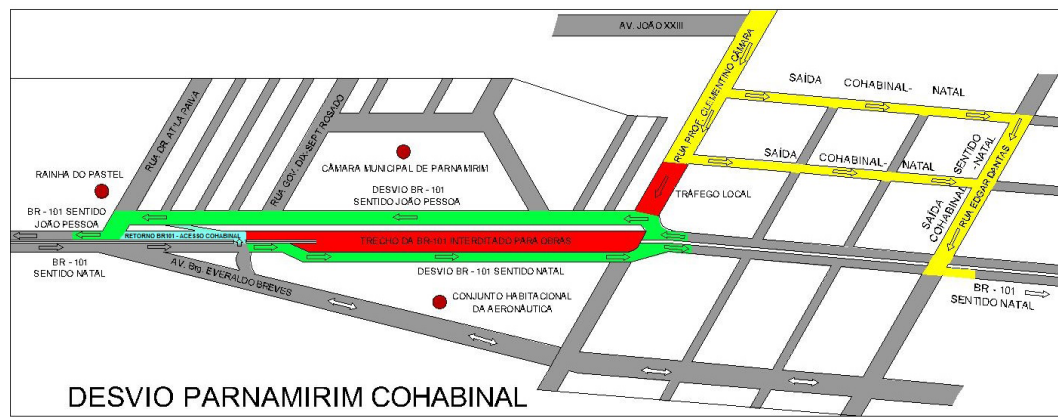 AV. JOÃO XXIII
RUA PROF. CLEMENTINO CÂMARA
SAÍDA COHABINAL- NATAL
RUA DR. ATILA PAIVA
RUA GOV. DIX-SEPT ROSADO
CÂMARA MUNICIPAL DE PARNAMIRIM
RAINHA DO PASTEL
SAÍDA COHABINAL- NATAL
SAÍDA SENTIDO
COHABINAL -NATAL
RUA EDGAR DANTAS
DESVIO BR - 101
SENTIDO JOÃO PESSOA
TRÁFEGO LOCAL
BR - 101 SENTIDO
JOÃO PESSOA
RETORNO BR101 - ACESSO COHABINAL
TRECHO DA BR-101 INTERDITADO PARA OBRAS
BR - 101
SENTIDO NATAL
AV. Brg. EVERALDO BREVES
DESVIO BR - 101 SENTIDO NATAL
BR - 101
SENTIDO NATAL
CONJUNTO HABITACIONAL
DA AERONÁUTICA
DESVIO PARNAMIRIM COHABINAL